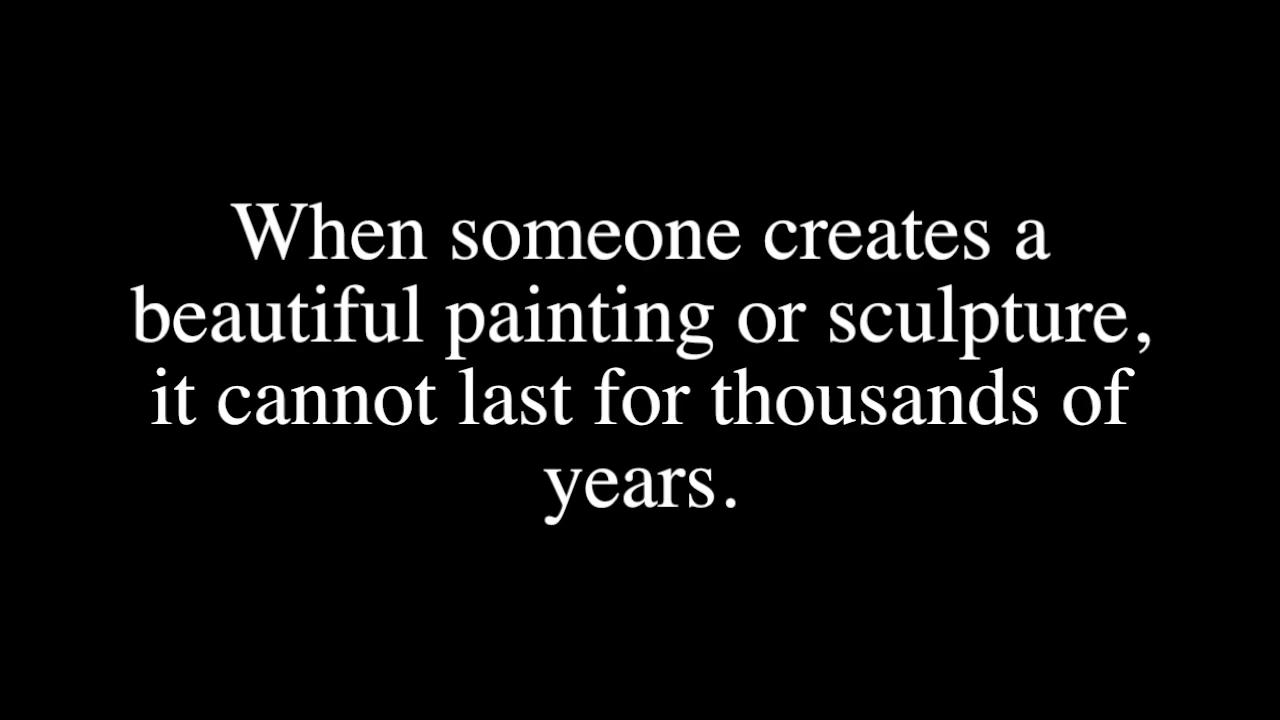 When someone creates a
beautiful painting or sculpture,
it cannot last for thousands of
years.